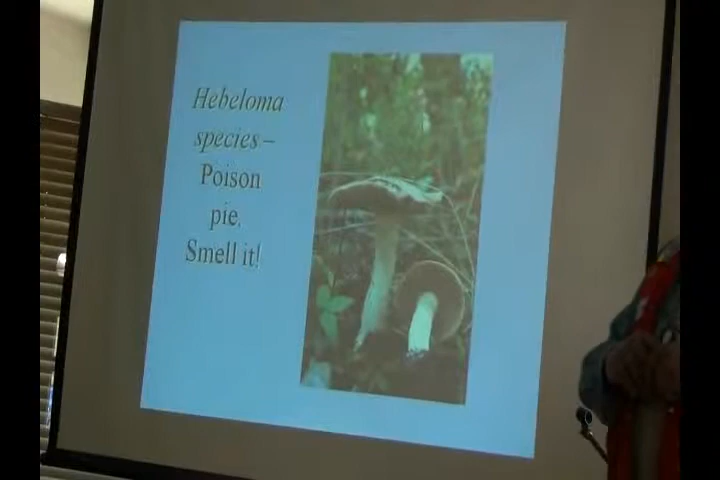 Hebeloma
species –
Poison
pie.
Smell it!